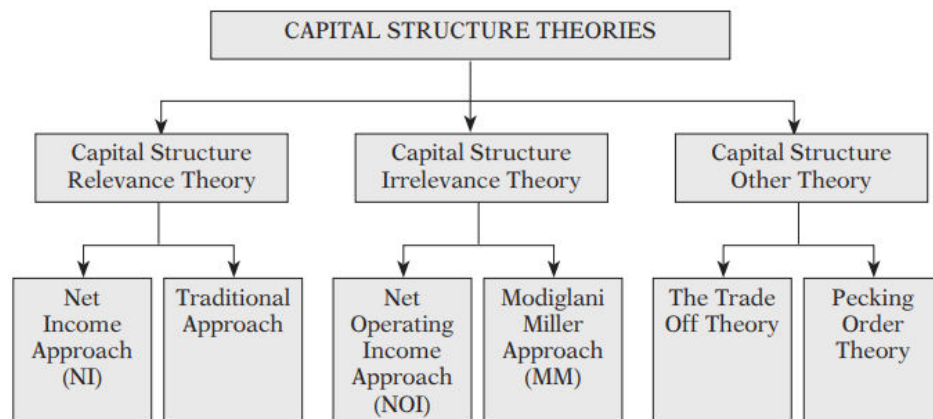 CAPITAL STRUCTURE THEORIES
Capital Structure
Relevance Theory
Capital Structure
Irrelevance Theory
Capital Structure
Other Theory
Net
Income
Approach
(NI)
Traditional
Approach
Net
Operating
Income
Approach
(NOI)
Modiglani
Miller
Approach
(MM)
The Trade
Off Theory
Pecking
Order
Theory